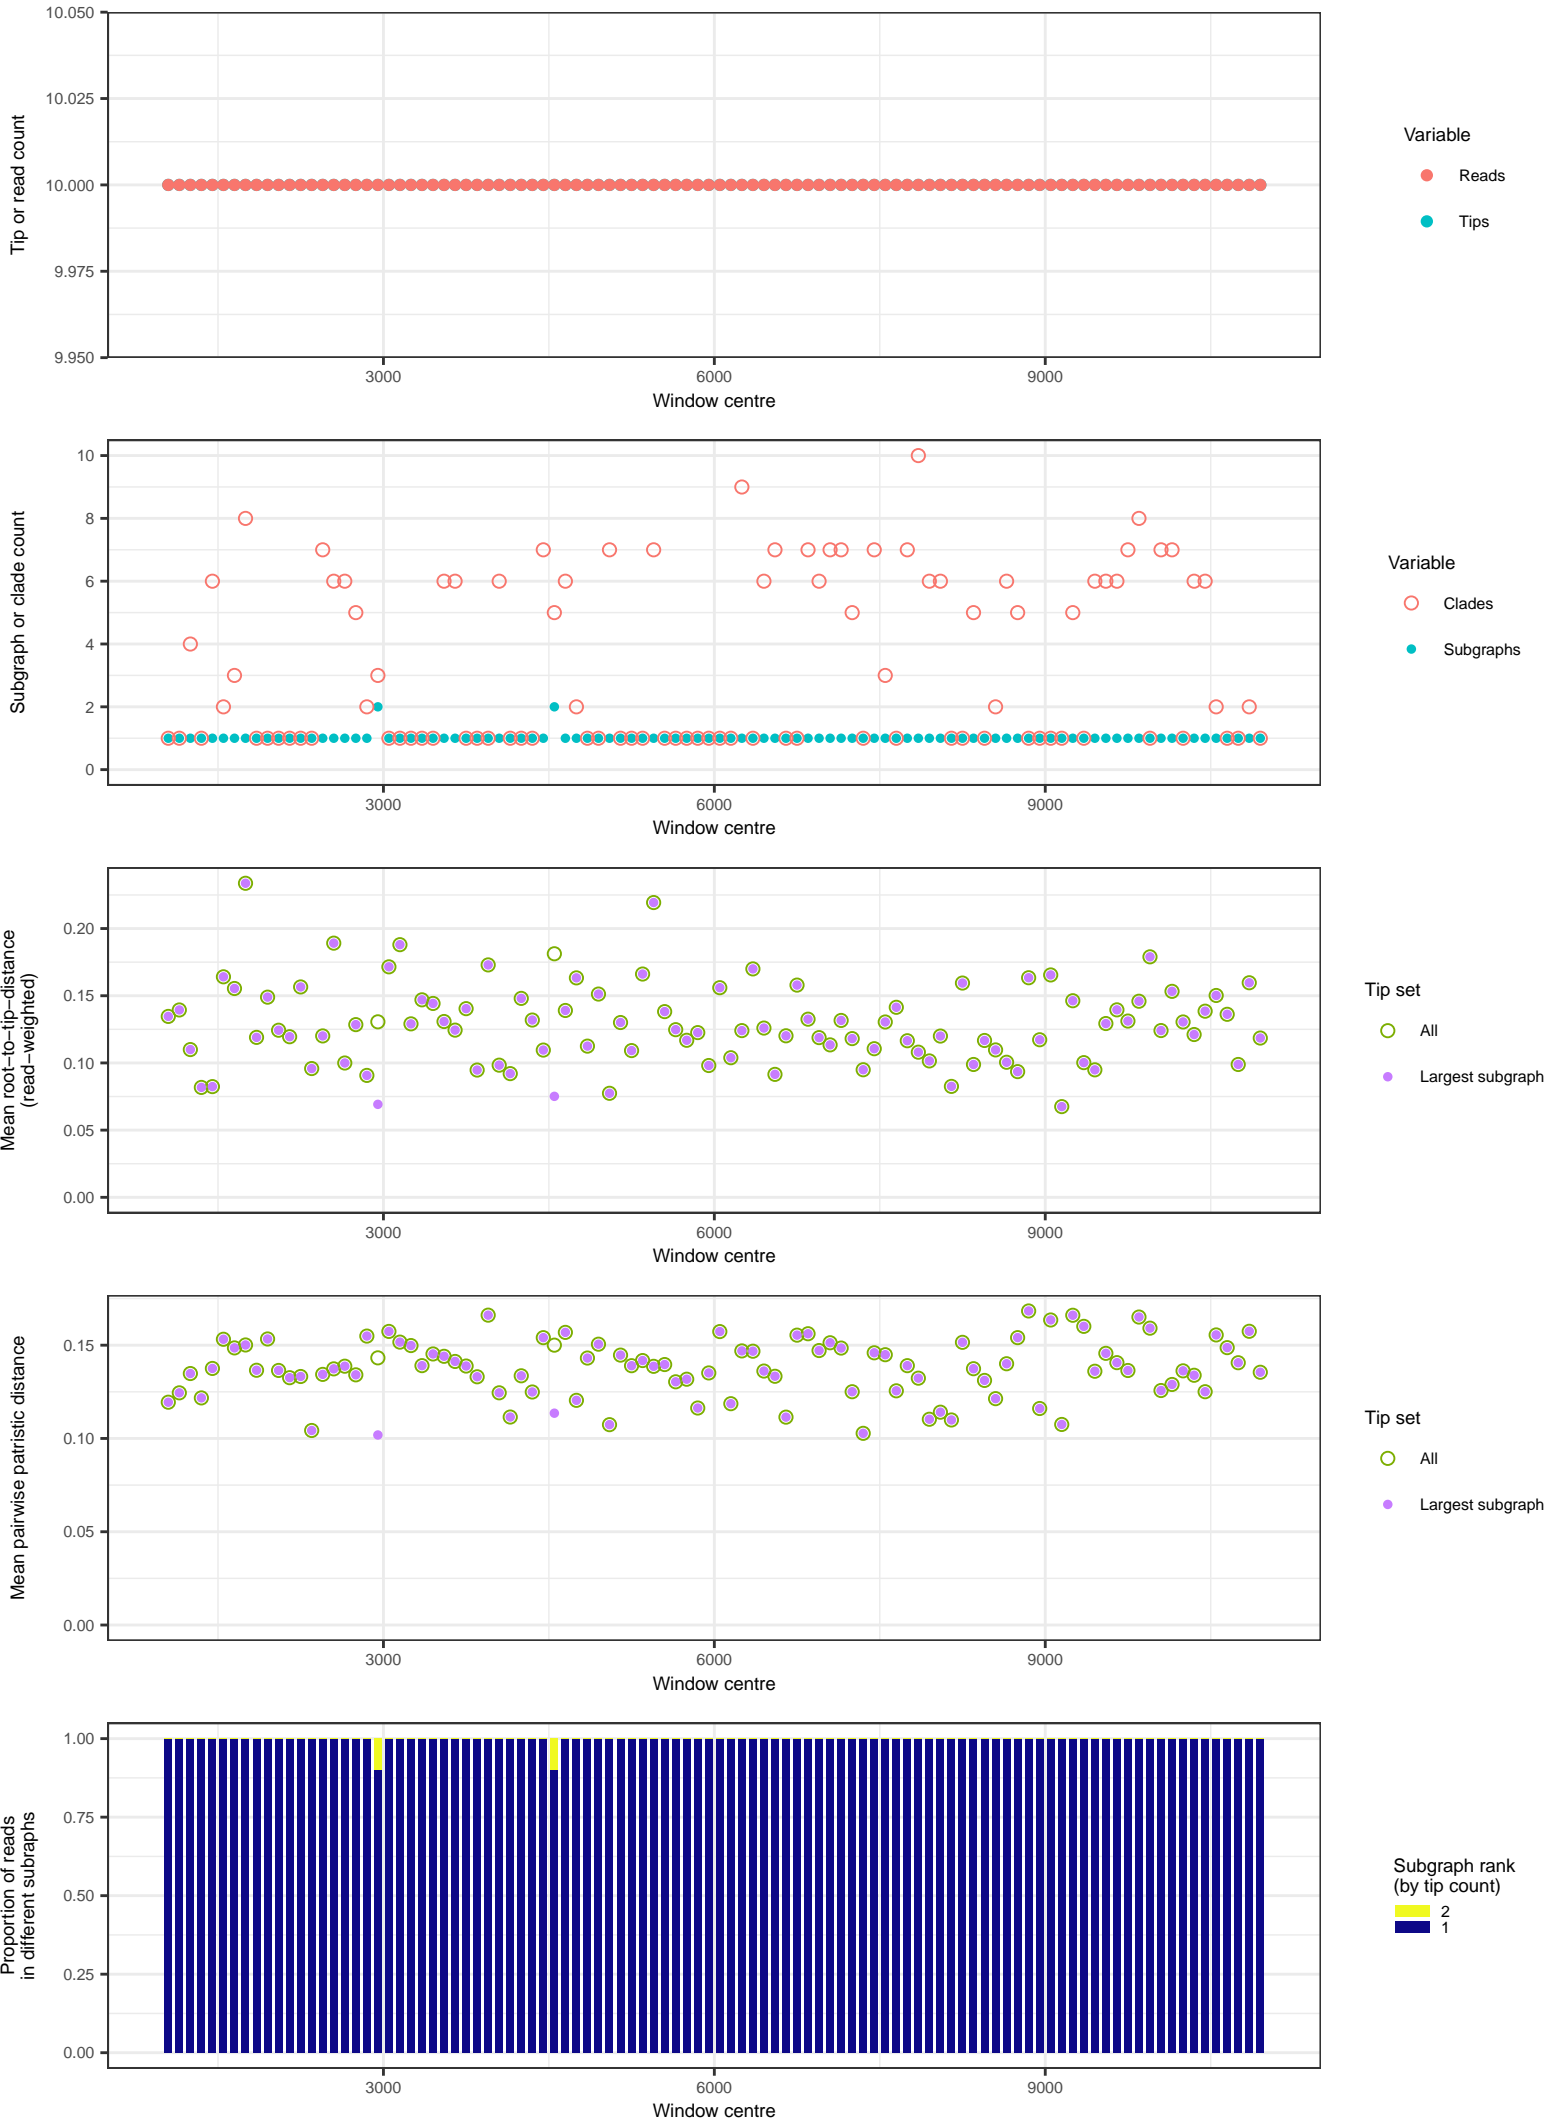 10.050
10.025
10.000
9.975
9.950
Tip or read count
3000 6000 9000
Window centre
Variable
Reads
Tips
10
8
6
4
2
0
Subgraph or clade count
3000 6000 9000
Window centre
Variable
Clades
Subgraphs
0.20
0.15
0.10
0.05
0.00
Mean root−to−tip−distance
(read−weighted)
3000 6000 9000
Window centre
Tip set
All
Largest subgraph
0.15
0.10
0.05
0.00
Mean pairwise patristic distance
3000 6000 9000
Window centre
Tip set
All
Largest subgraph
1.00
0.75
0.50
0.25
0.00
Proportion of reads
in different subraphs
3000 6000 9000
Window centre
Subgraph rank
(by tip count)
2
1